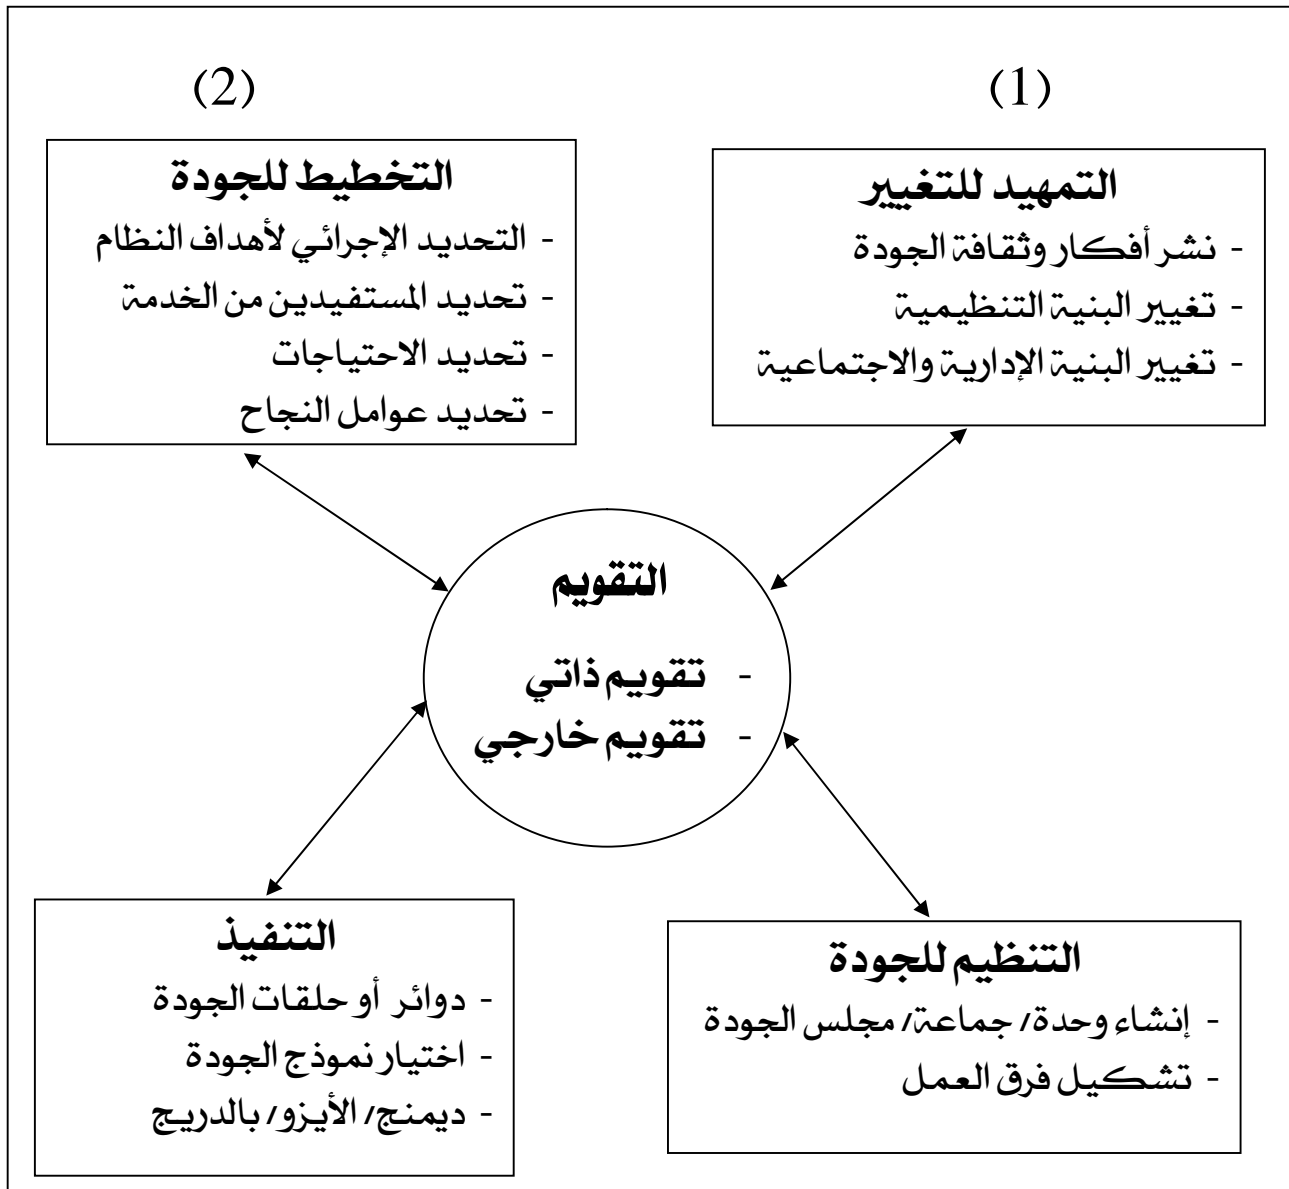 (1)
التمهيد للتغيير
- نشر أفكار وثقافة الجودة
- تغيير البنية التنظيمية
- تغيير البنية الإدارية والاجتماعية
(2)
التخطيط للجودة
- التحديد الإجرائي لأهداف النظام
- تحديد المستفيدين من الخدمة
- تحديد الاحتياجات
- تحديد عوامل النجاح
التقويم
- تقويم ذاتي
- تقويم خارجي
التنظيم للجودة
- إنشاء وحدة/ جماعة/ مجلس الجودة
- تشكيل فرق العمل
التنفيذ
- دوائر أو حلقات الجودة
- اختيار نموذج الجودة
- ديمنج/ الأيزو/ بالدريج